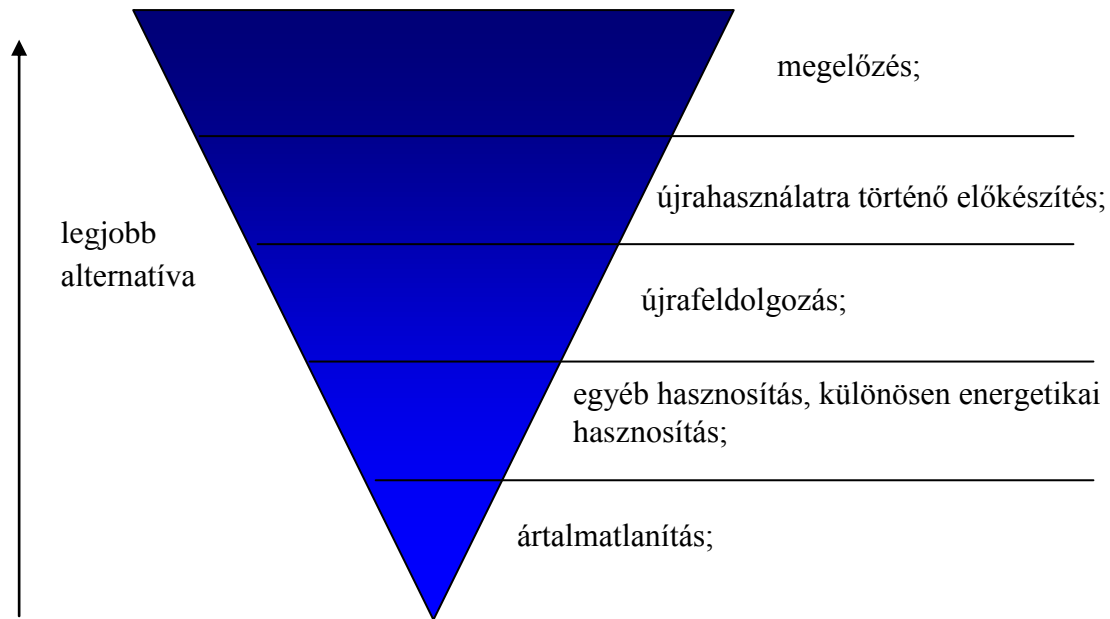 megelőzés;
újrahasználatra történő előkészítés;
legjobb
alternatíva
újrafeldolgozás;
egyéb hasznosítás, különösen energetikai
hasznosítás;
ártalmatlanítás;